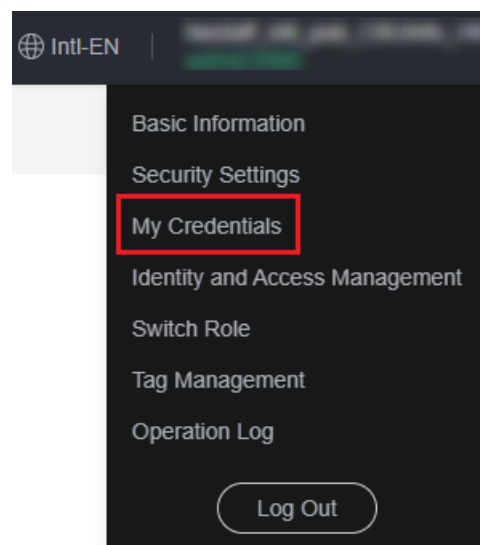 Intl-EN
Basic Information
Security Settings
My Credentials
Identity and Access Management
Switch Role
Tag Management
Operation Log
Log Out